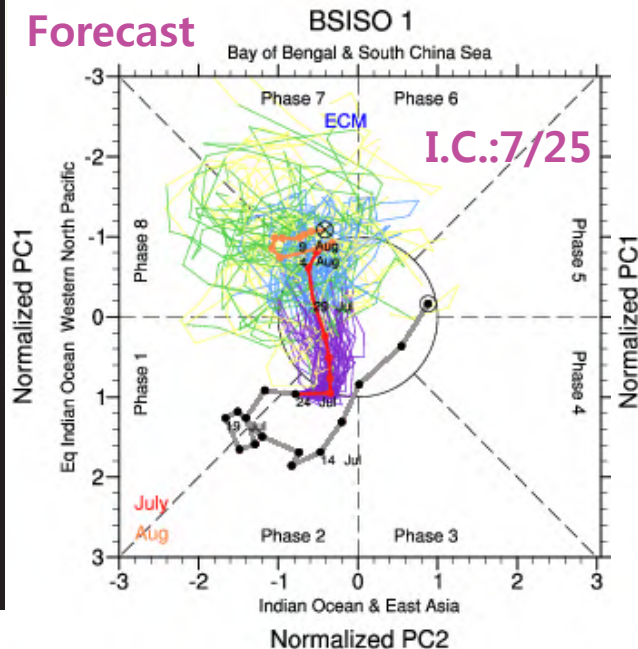 Forecast
BSISO 1
Bay of Bengal & South China Sea
Phase 7
Phase 6
ECM
I.C.:7/25
Normalized PC1
Eq Indian Ocean Western North Pacific
Phase 8
Phase 1
Phase 5
Phase 4
Normalized PC1
-3
-2
-1
0
1
2
3
9 Aug
4 Aug
29 Jul
24 Jul
19 Jul
14 Jul
July
Aug
Phase 2
Phase 3
-3 -2 -1 0 1 2 3
Indian Ocean & East Asia
Normalized PC2